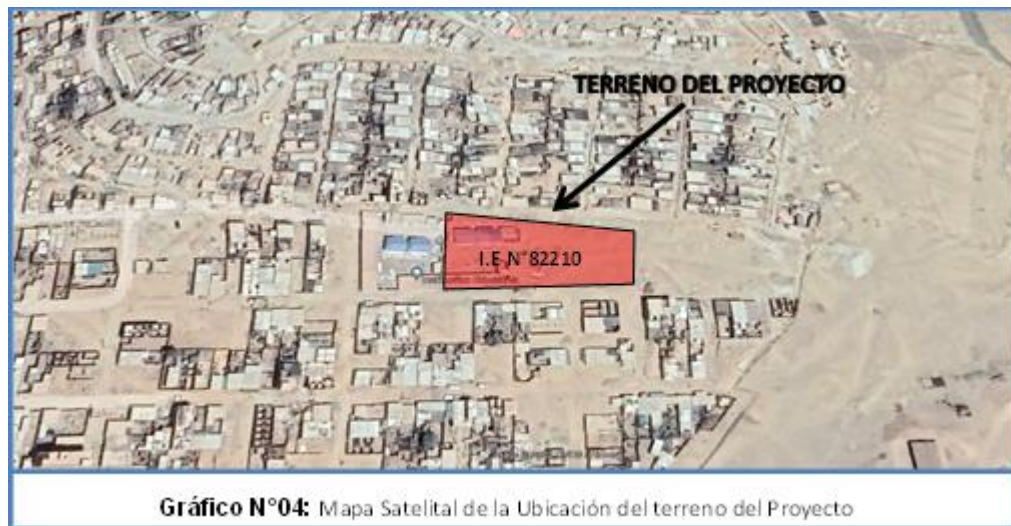 TERRENO DEL PROYECTO
I.E N°82210
Gráfico N°04: Mapa Satelital de la Ubicación del terreno del Proyecto